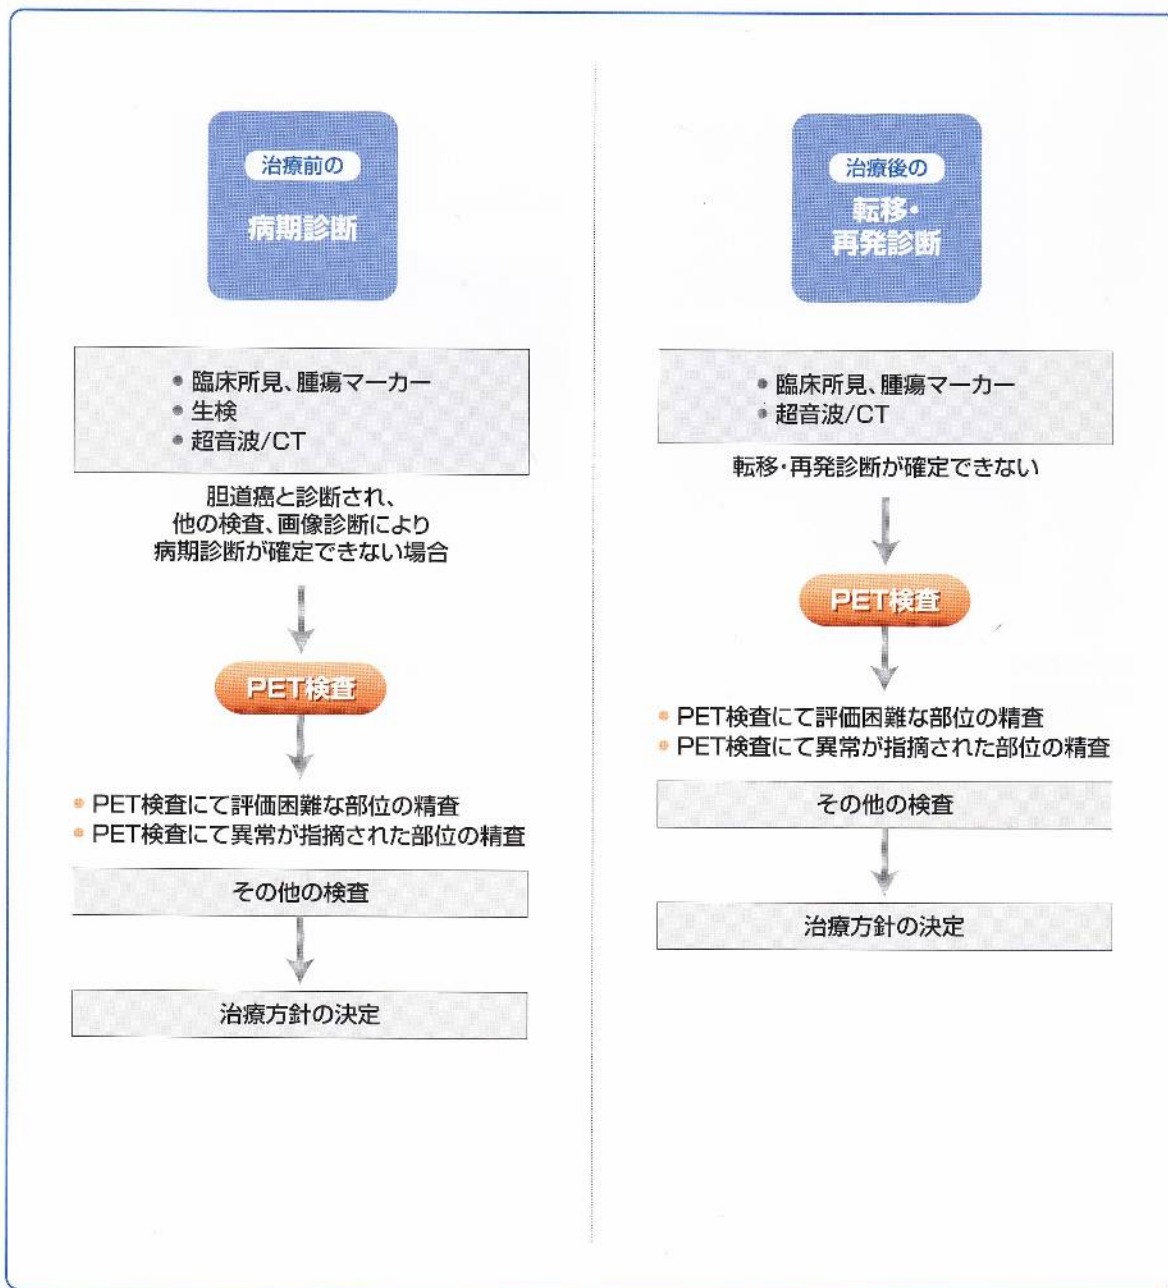 治療前の
病期診断
● 臨床所見、腫瘍マーカー
● 生検
● 超音波/CT
胆道癌と診断され、
他の検査、画像診断により
病期診断が確定できない場合
PET検査
● PET検査にて評価困難な部位の精査
● PET検査にて異常が指摘された部位の精査
その他の検査
治療方針の決定
治療後の
転移・
再発診断
● 臨床所見、腫瘍マーカー
● 超音波/CT
転移・再発診断が確定できない
PET検査
● PET検査にて評価困難な部位の精査
● PET検査にて異常が指摘された部位の精査
その他の検査
治療方針の決定